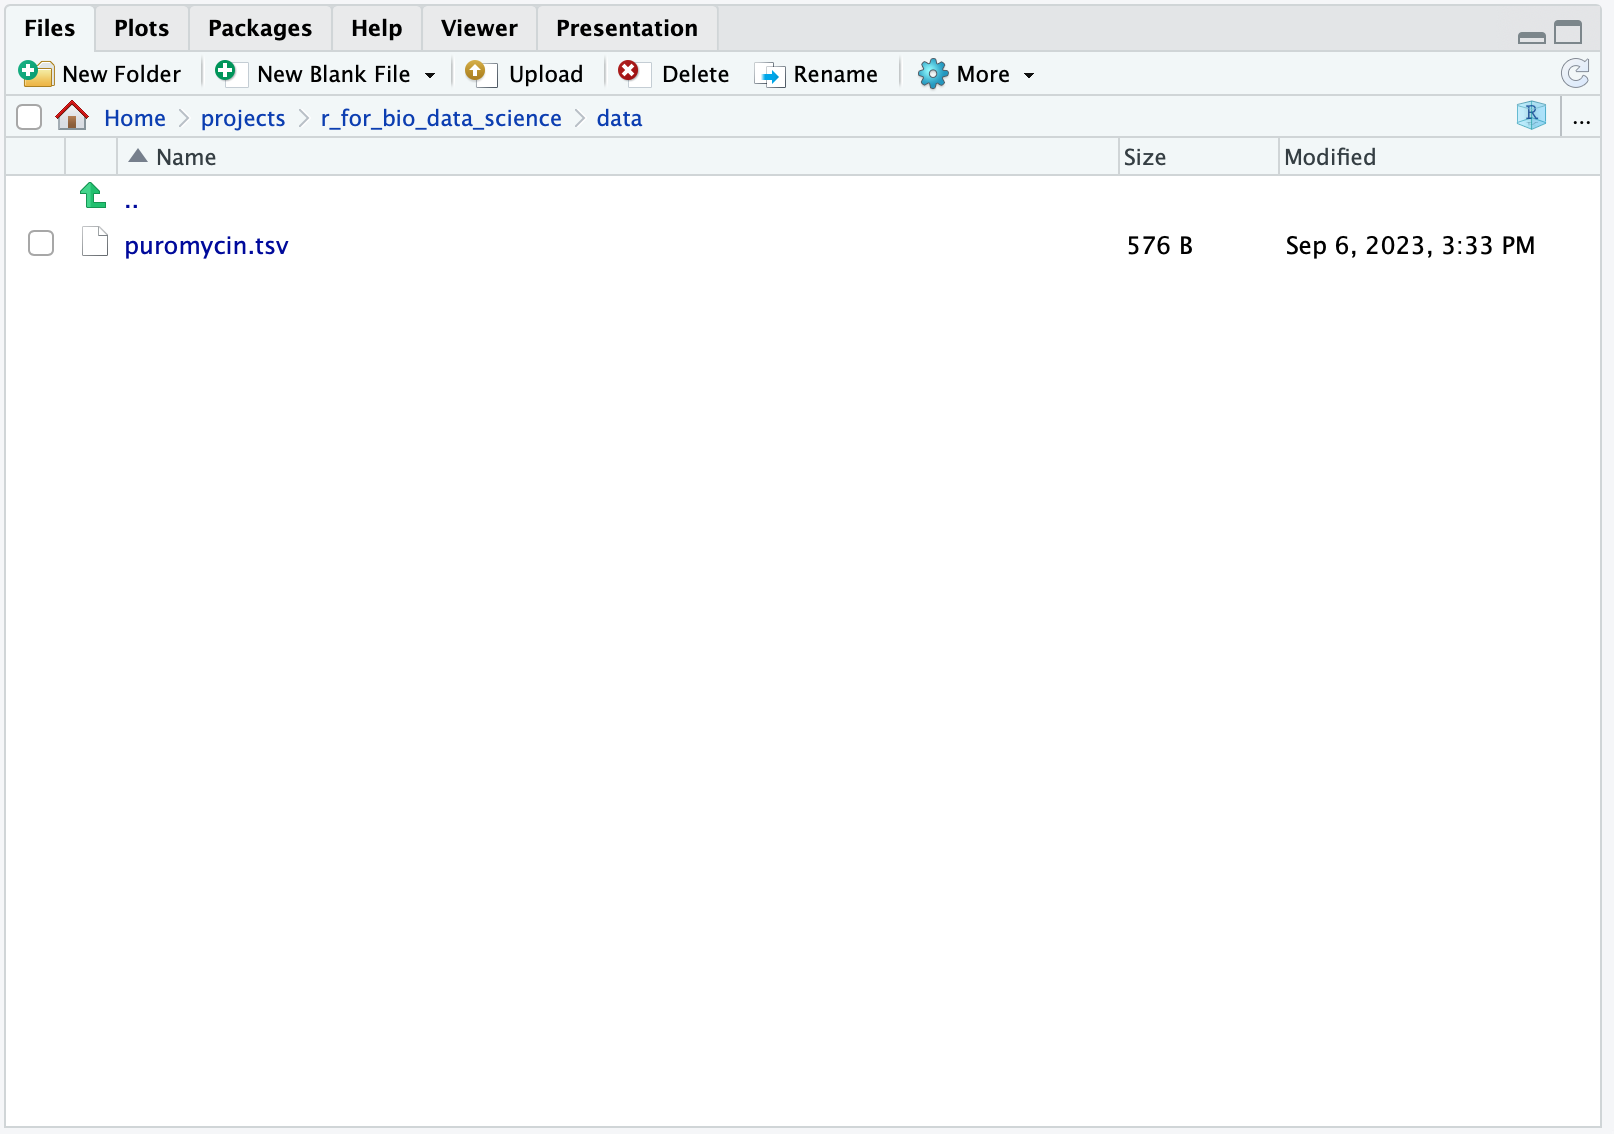 Files Plots Packages Help Viewer Presentation
New Folder New Blank File Upload Delete Rename More
Home projects r_for_bio_data_science data R ...
Name Size Modified
..
puromycin.tsv 576 B Sep 6, 2023, 3:33 PM